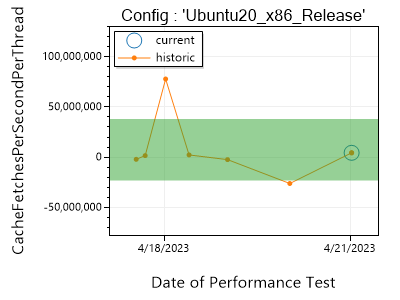 Config : 'Ubuntu20_x86_Release'
current
historic
100,000,000
50,000,000
0
-50,000,000
CacheFetchesPerSecondPerThread
4/18/2023
4/21/2023
Date of Performance Test